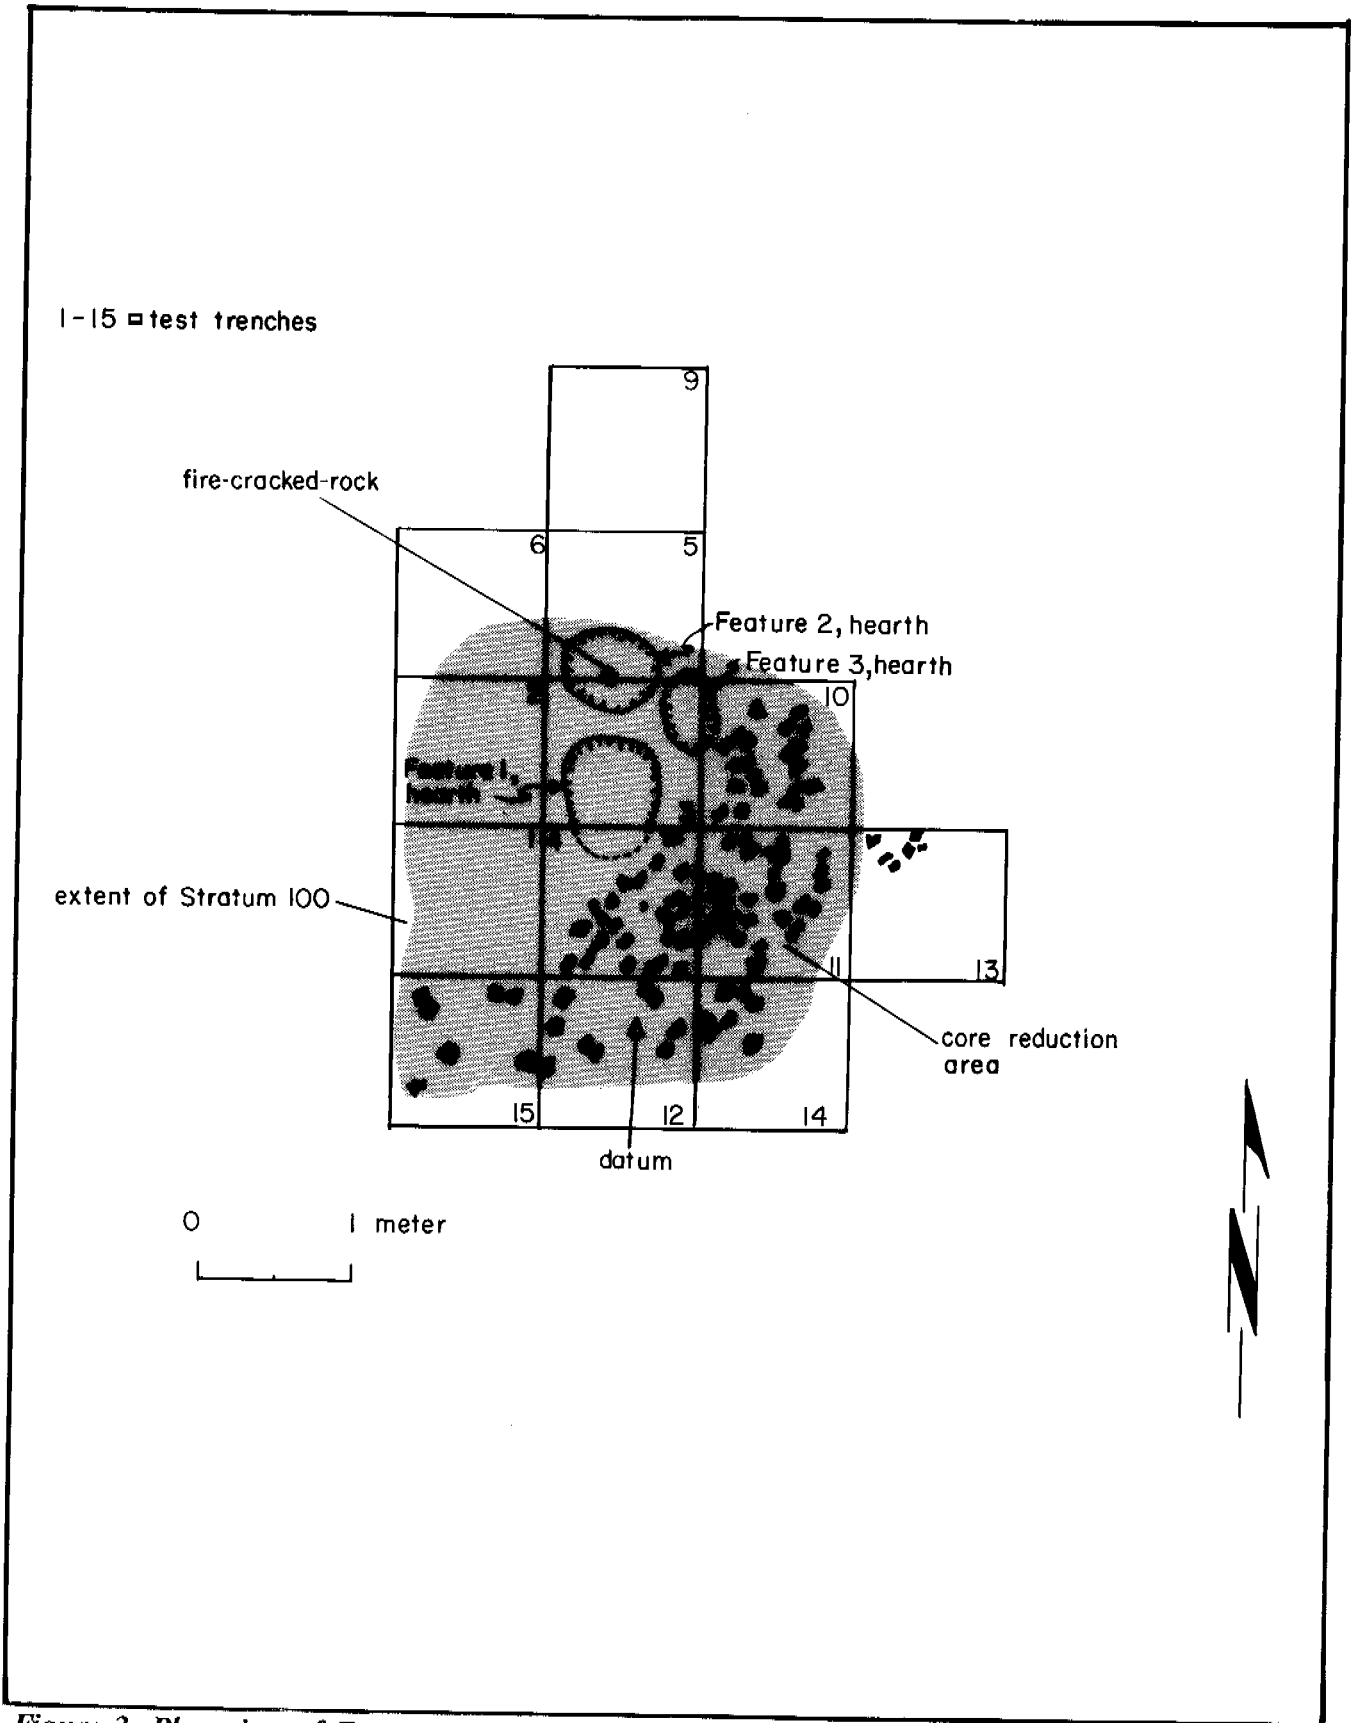 1-15 = test trenches
9
fire-cracked-rock
6
5
Feature 2, hearth
Feature 3, hearth
10
Feature 1,
hearth
extent of Stratum 100
11
13
core reduction
area
15
12
14
datum
0 1 meter
N